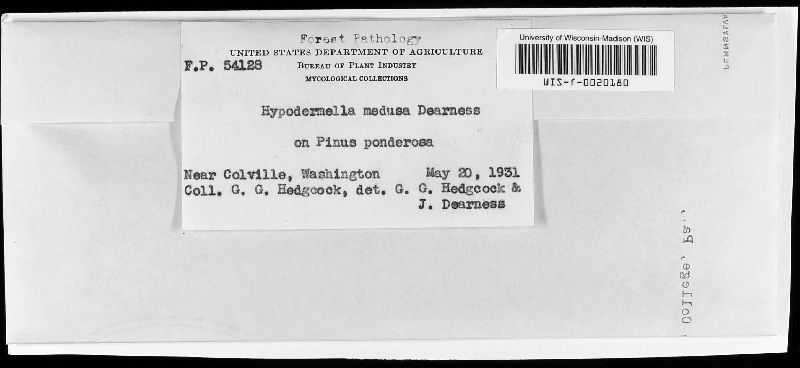 Forest Pathology
UNITED STATES DEPARTMENT OF AGRICULTURE
F.P. 54128 BUREAU OF PLANT INDUSTRY
MYCOLOGICAL COLLECTIONS
Hypodermella medusa Dearness
on Pinus ponderosa
Near Colville, Washington May 20, 1931
Coll. G. G. Hedgcock, det. G. G. Hedgcock &
J. Dearness
University of Wisconsin-Madison (WIS)
WIS-f-0020180
College, Pa.